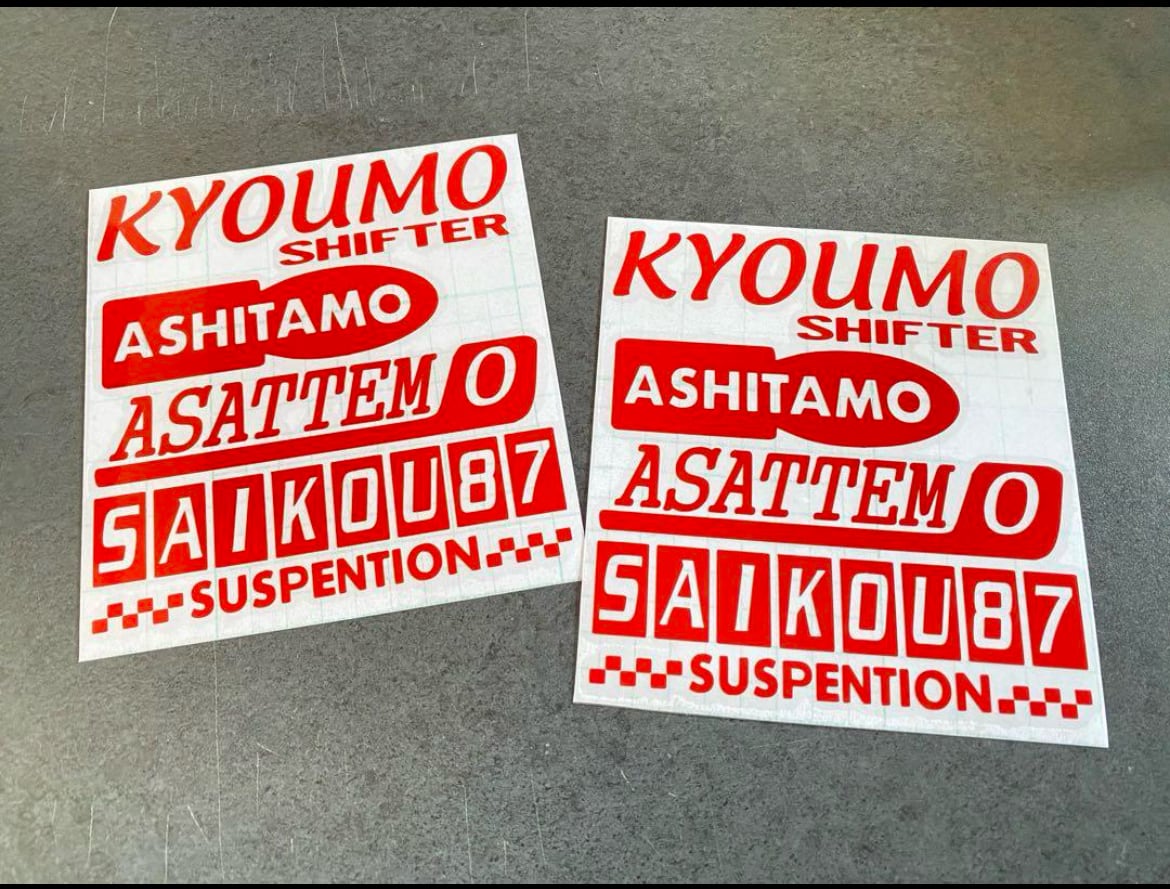 KYOUMO
SHIFTER
ASHITAMO
ASATTEMO
SAIKOU87
SUSPENTION
KYOUMO
SHIFTER
ASHITAMO
ASATTEMO
SAIKOU87
SUSPENTION